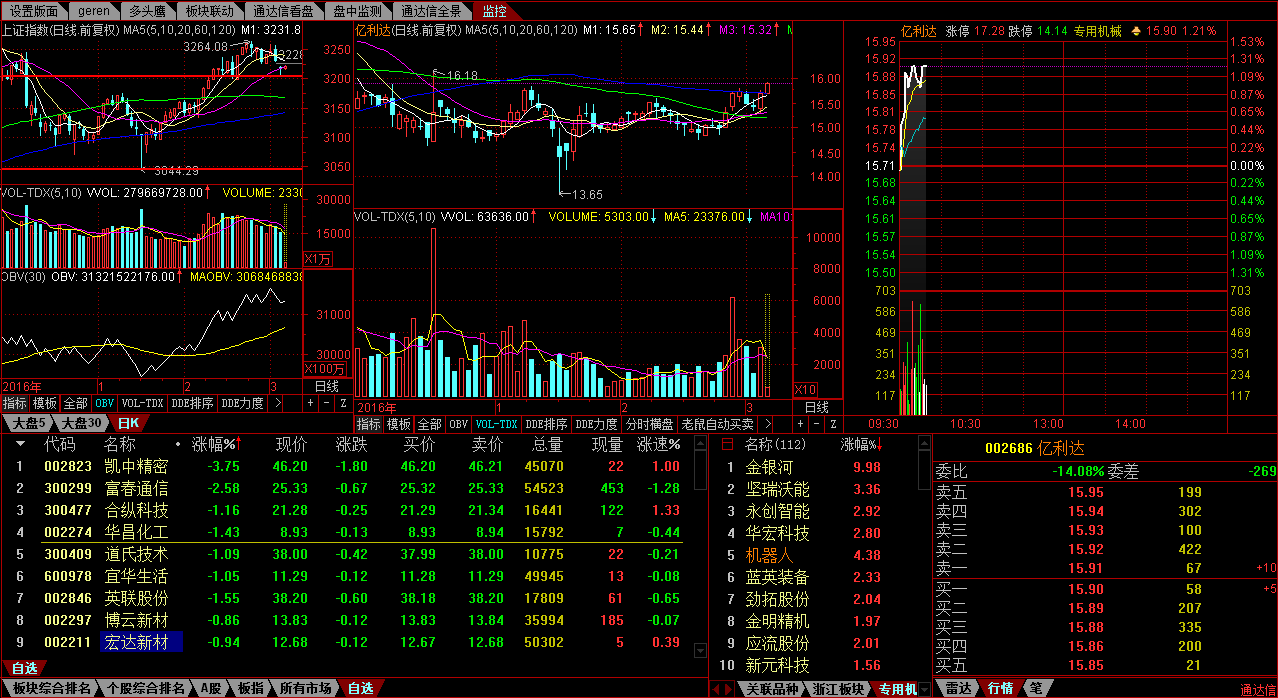 设置版面 geren 多头鹰 板块联动 通达信看盘 盘中监测 通达信全景 监控
上证指数(日线.前复权) MA5(5,10,20,60,120) M1: 3231.8
3264.08
3250
3200
3150
3100
3050
3044.29
VOL-TDX(5,10) VVOL: 279669728.00↑ VOLUME: 2330
30000
15000
X1万
OBV(30) OBV: 31321522176.00↑ MAOBV: 3068468838
31000
30000
X100万
2016年 1 2 3 日线
指标 模板 全部 OBV VOL-TDX DDE排序 DDE力度 > + - Z
大盘5 大盘30 日K
亿利达(日线.前复权) MA5(5,10,20,60,120) M1: 15.65↑ M2: 15.44↑ M3: 15.32↑
16.18
16.00
15.50
15.00
14.50
14.00
13.65
VOL-TDX(5,10) VVOL: 63636.00↑ VOLUME: 5303.00↓ MA5: 23376.00↓ MA10
10000
8000
6000
4000
2000
X10
2016年 1 2 3 日线
指标 模板 全部 OBV VOL-TDX DDE排序 DDE力度 分时横盘 老鼠自动买卖 > + - Z
亿利达 涨停 17.28 跌停 14.14 专用机械 15.90 1.21%
15.95 1.53%
15.92 1.31%
15.88 1.09%
15.85 0.87%
15.81 0.66%
15.78 0.44%
15.74 0.22%
15.71 0.00%
15.68 0.22%
15.64 0.44%
15.61 0.65%
15.57 0.87%
15.54 1.09%
15.50 1.31%
703 703
586 586
469 469
351 351
234 234
117 117
09:30 10:30 13:00 14:00
代码 名称 涨幅%↑ 现价 涨跌 买价 卖价 总量 现量 涨速%
1 002823 凯中精密 -3.75 46.20 -1.80 46.20 46.21 45070 22 1.00
2 300299 富春通信 -2.58 25.33 -0.67 25.32 25.33 54523 453 -1.28
3 300477 合纵科技 -1.16 21.28 -0.25 21.29 21.34 16441 122 1.33
4 002274 华昌化工 -1.43 8.93 -0.13 8.93 8.94 15792 7 -0.44
5 300409 道氏技术 -1.09 38.00 -0.42 37.99 38.00 10775 22 -0.21
6 600978 宜华生活 -1.05 11.29 -0.12 11.28 11.29 49945 13 -0.08
7 002846 英联股份 -1.55 38.20 -0.60 38.18 38.20 17809 61 -0.65
8 002297 博云新材 -0.86 13.83 -0.12 13.83 13.84 35994 185 -0.07
9 002211 宏达新材 -0.94 12.68 -0.12 12.67 12.68 50302 5 0.39
自选
板块综合排名 个股综合排名 A股 板指 所有市场 自选
名称(112) 涨幅%↓
1 金银河 9.98
2 坚瑞沃能 3.36
3 永创智能 2.92
4 华宏科技 2.80
5 机器人 4.38
6 蓝英装备 2.33
7 劲拓股份 2.04
8 金明精机 1.97
9 应流股份 2.01
10 新元科技 1.56
关联品种 浙江板块 专用机
002686 亿利达
委比 -14.08% 委差 -269
卖五 15.95 199
卖四 15.94 302
卖三 15.93 100
卖二 15.92 422
卖一 15.91 67 +10
买一 15.90 58 +5
买二 15.89 207
买三 15.88 335
买四 15.86 200
买五 15.85 21
雷达 行情 笔 通达信